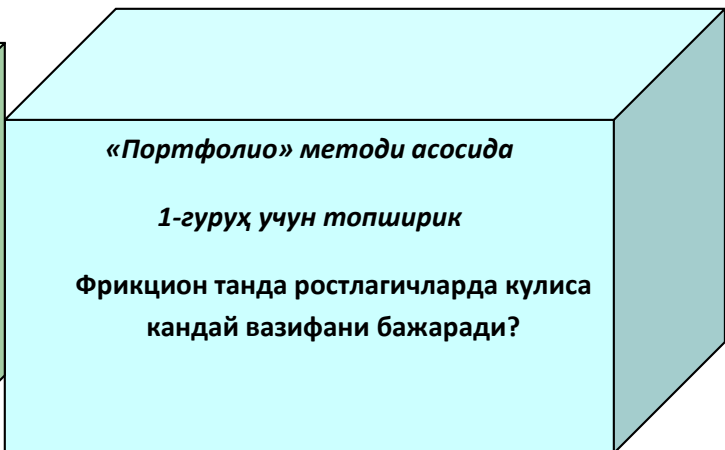 «Портфолио» методи асосида
1-гуруҳ учун топширик
Фрикцион танда ростлагичларда кулиса
кандай вазифани бажаради?